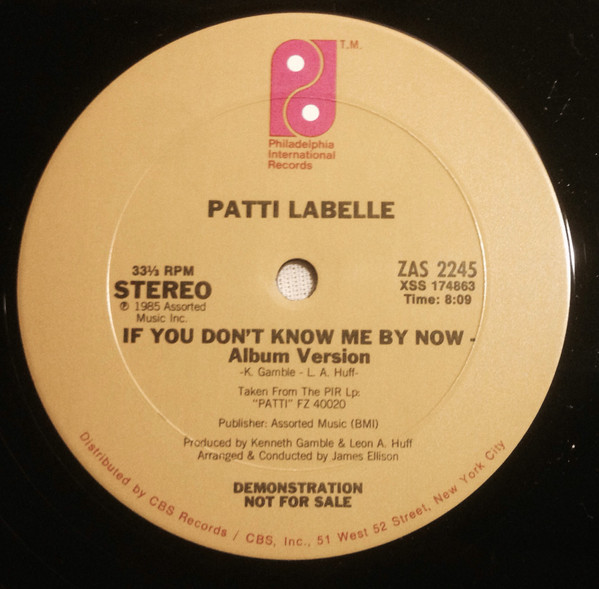 T.M.
Philadelphia
International
Records
PATTI LABELLE
33⅓ RPM
STEREO
℗ 1985 Assorted
Music Inc.
ZAS 2245
XSS 174863
Time: 8:09
IF YOU DON'T KNOW ME BY NOW -
Album Version
-K. Gamble - L. A. Huff-
Taken From The PIR Lp:
"PATTI" FZ 40020
Publisher: Assorted Music (BMI)
Produced by Kenneth Gamble & Leon A. Huff
Arranged & Conducted by James Ellison
DEMONSTRATION
NOT FOR SALE
Distributed by CBS Records / CBS, Inc., 51 West 52 Street, New York City